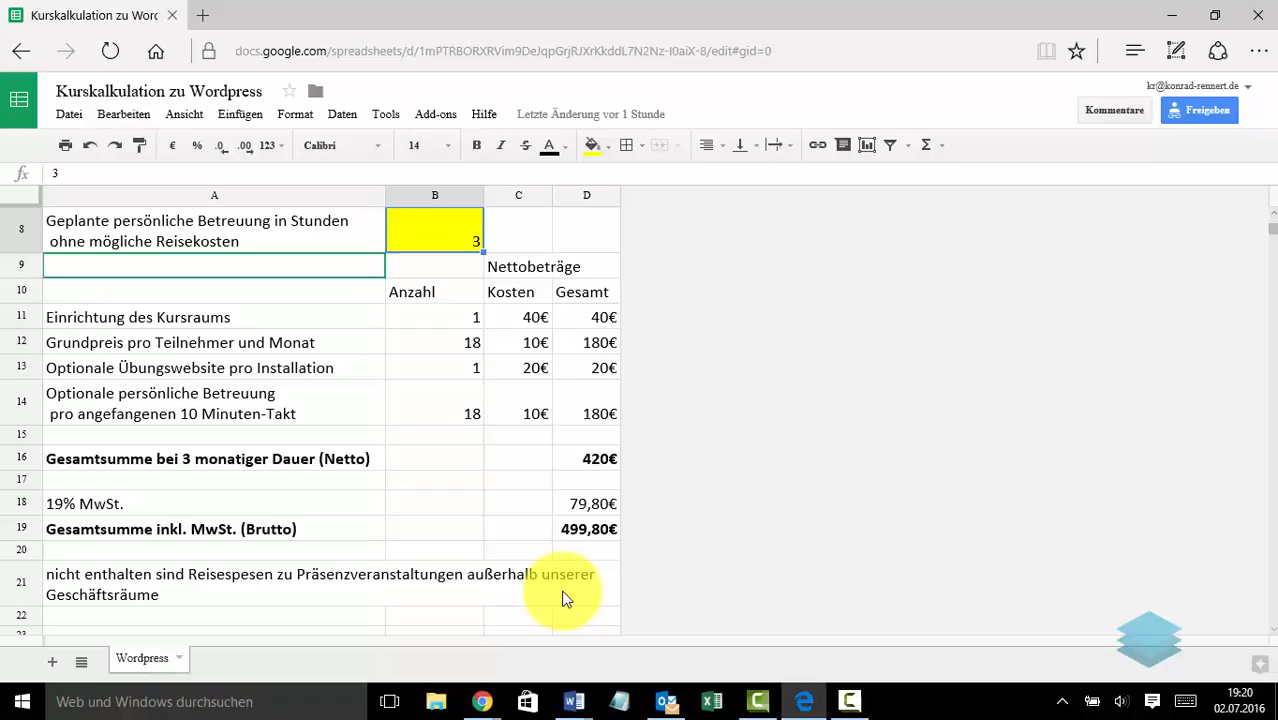 Kurskalkulation zu Word
docs.google.com/spreadsheets/d/1mPTRBORXRVim9DeJqpGrjRJXrKkddL7N2Nz-I0aiX-8/edit#gid=0
Kurskalkulation zu Wordpress
kr@konrad-rennert.de
Datei Bearbeiten Ansicht Einfügen Format Daten Tools Add-ons Hilfe Letzte Änderung vor 1 Stunde
Kommentare
Freigeben
€ % .0 .00 123 Calibri 14 B I S A Σ
fx 3
A B C D
8 Geplante persönliche Betreuung in Stunden
ohne mögliche Reisekosten 3
9 Nettobeträge
10 Anzahl Kosten Gesamt
11 Einrichtung des Kursraums 1 40€ 40€
12 Grundpreis pro Teilnehmer und Monat 18 10€ 180€
13 Optionale Übungswebsite pro Installation 1 20€ 20€
14 Optionale persönliche Betreuung
pro angefangenen 10 Minuten-Takt 18 10€ 180€
15
16 Gesamtsumme bei 3 monatiger Dauer (Netto) 420€
17
18 19% MwSt. 79,80€
19 Gesamtsumme inkl. MwSt. (Brutto) 499,80€
20
21 nicht enthalten sind Reisespesen zu Präsenzveranstaltungen außerhalb unserer
Geschäftsräume
22
23
Wordpress
Web und Windows durchsuchen
19:20
02.07.2016